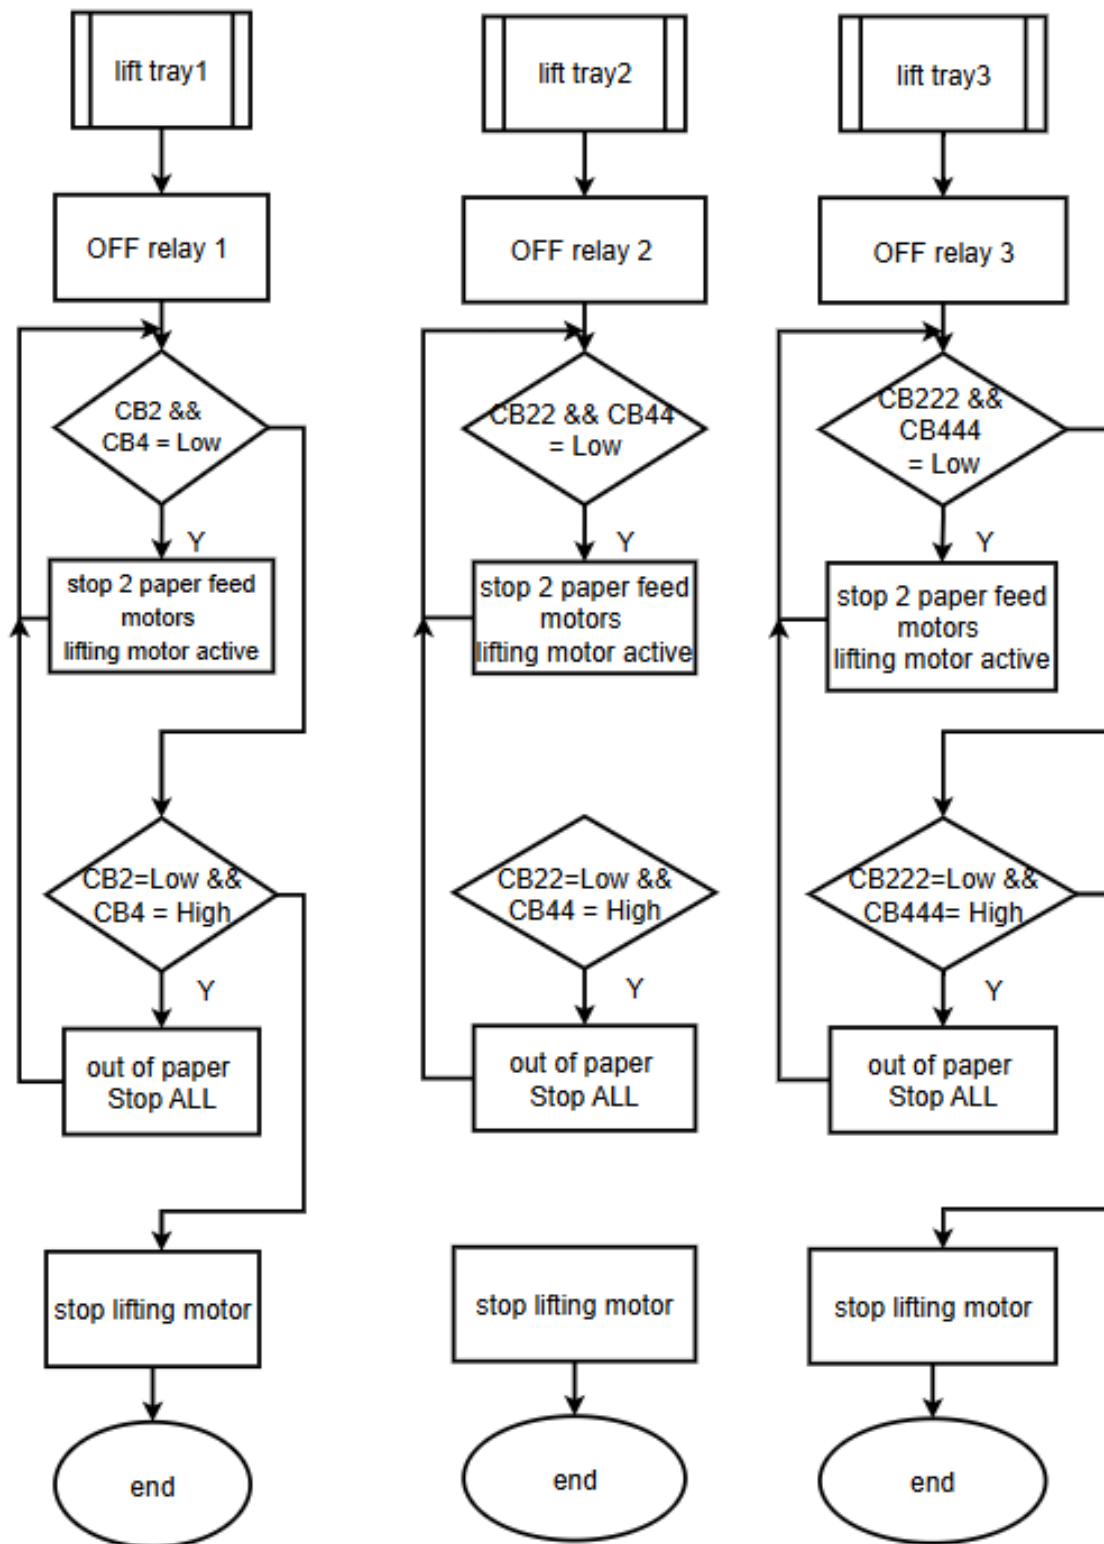 lift tray1
OFF relay 1
CB2 &&
CB4 = Low
Y
stop 2 paper feed
motors
lifting motor active
CB2=Low &&
CB4 = High
Y
out of paper
Stop ALL
stop lifting motor
end
lift tray2
OFF relay 2
CB22 && CB44
= Low
Y
stop 2 paper feed
motors
lifting motor active
CB22=Low &&
CB44 = High
Y
out of paper
Stop ALL
stop lifting motor
end
lift tray3
OFF relay 3
CB222 &&
CB444
= Low
Y
stop 2 paper feed
motors
lifting motor active
CB222=Low &&
CB444= High
Y
out of paper
Stop ALL
stop lifting motor
end